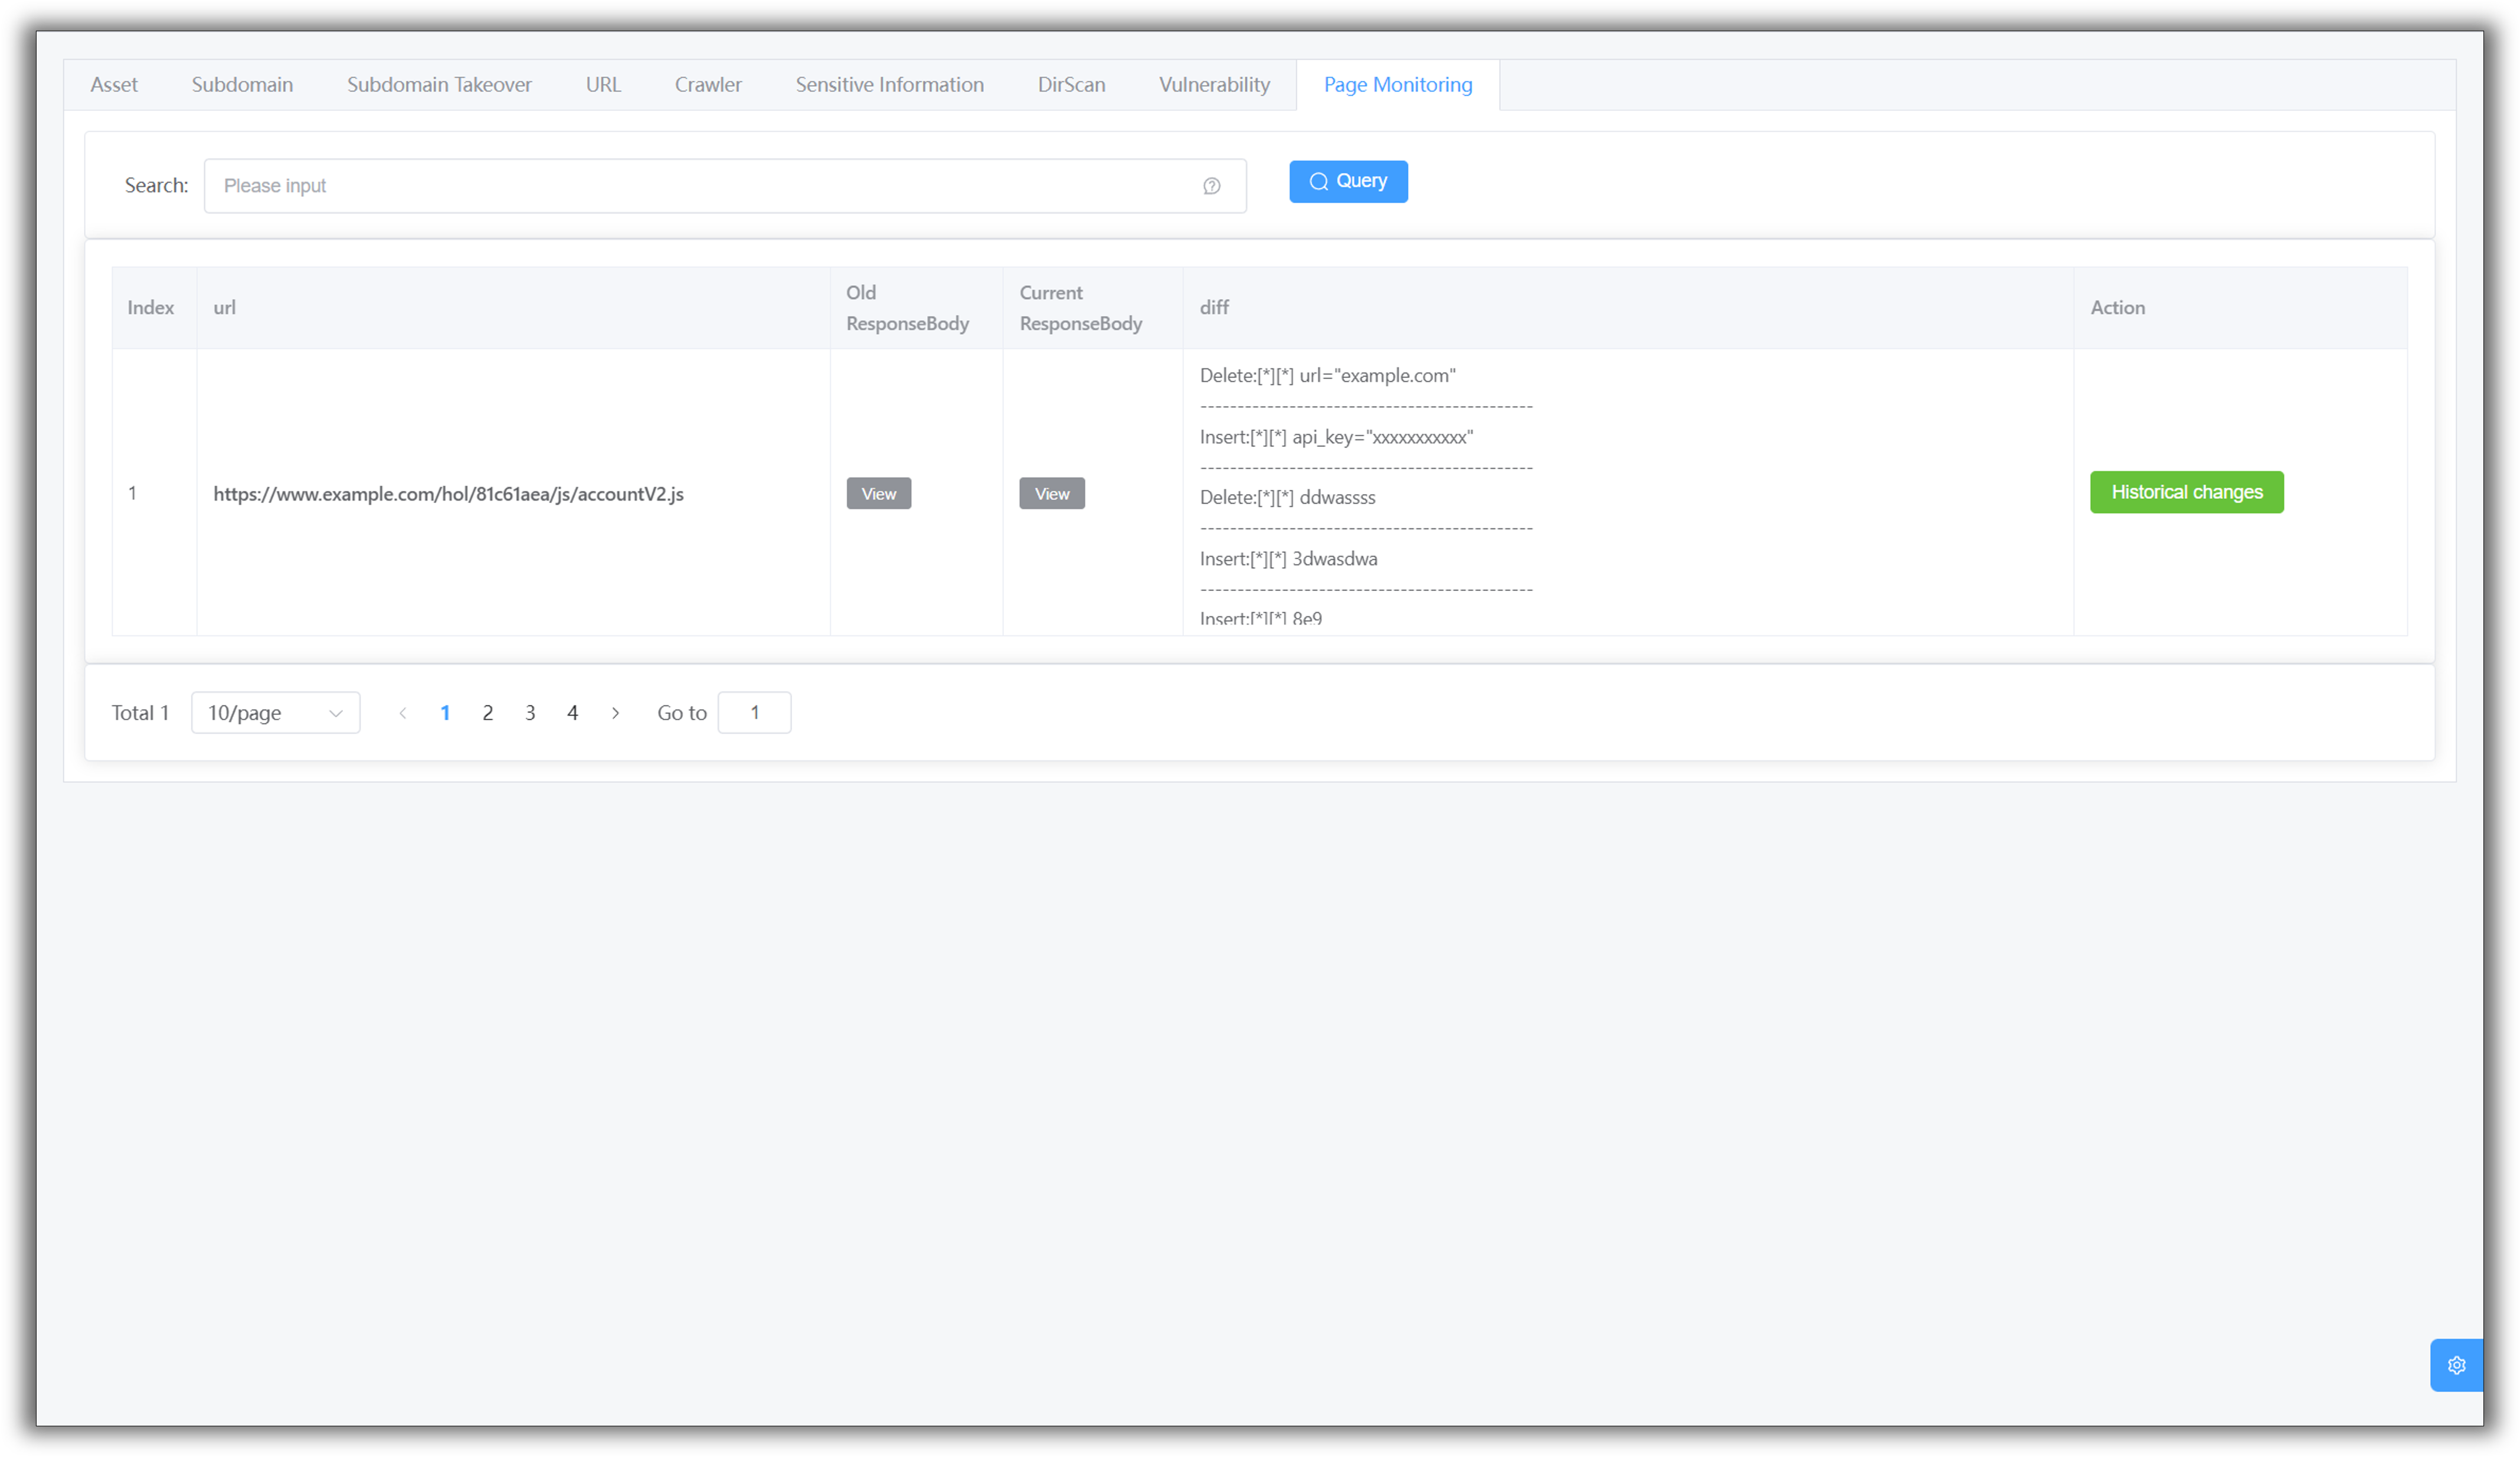 Asset Subdomain Subdomain Takeover URL Crawler Sensitive Information DirScan Vulnerability Page Monitoring
Search: Please input Query
Index url Old ResponseBody Current ResponseBody diff Action
1 https://www.example.com/hol/81c61aea/js/accountV2.js View View
Delete:[*][*] url="example.com"
---------------------------------------------
Insert:[*][*] api_key="xxxxxxxxxxx"
---------------------------------------------
Delete:[*][*] ddwassss
---------------------------------------------
Insert:[*][*] 3dwasdwa
---------------------------------------------
Insert:[*][*] 8e9
Historical changes
Total 1 10/page 1 2 3 4 Go to 1